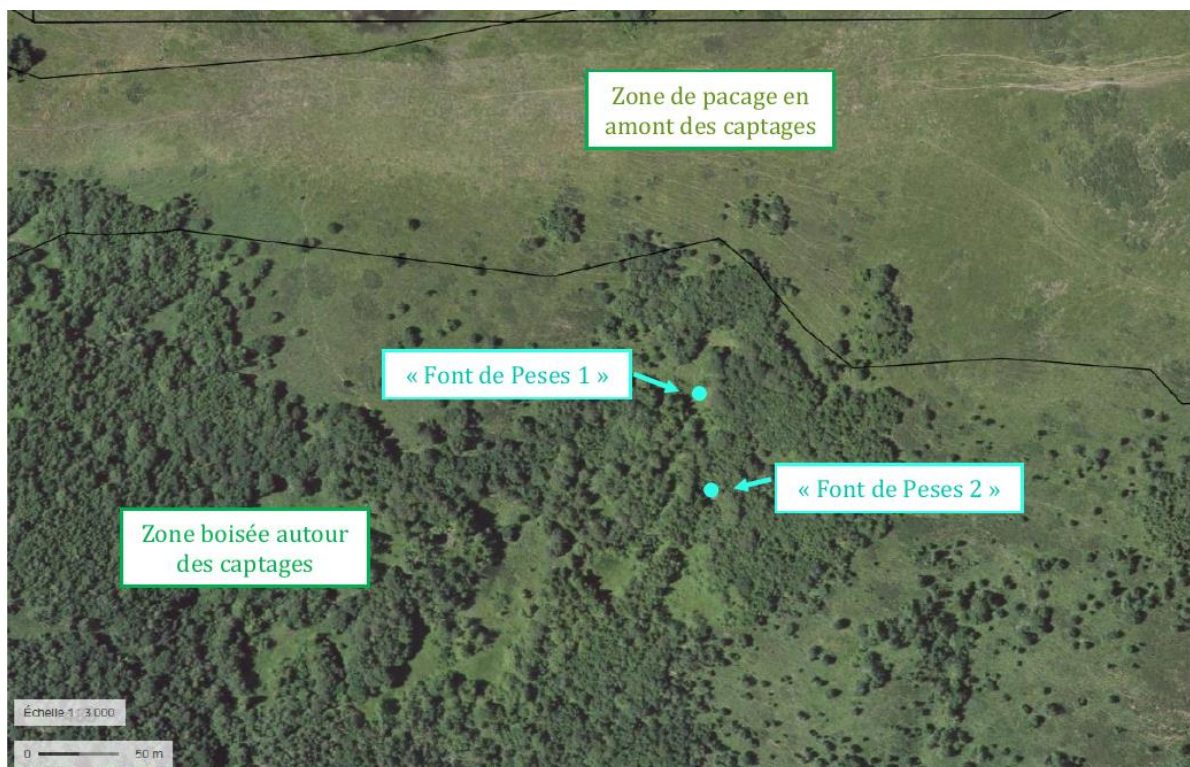 Zone de pacage en
amont des captages
« Font de Peses 1 »
« Font de Peses 2 »
Zone boisée autour
des captages
Échelle 1 : 3 000
0 50 m